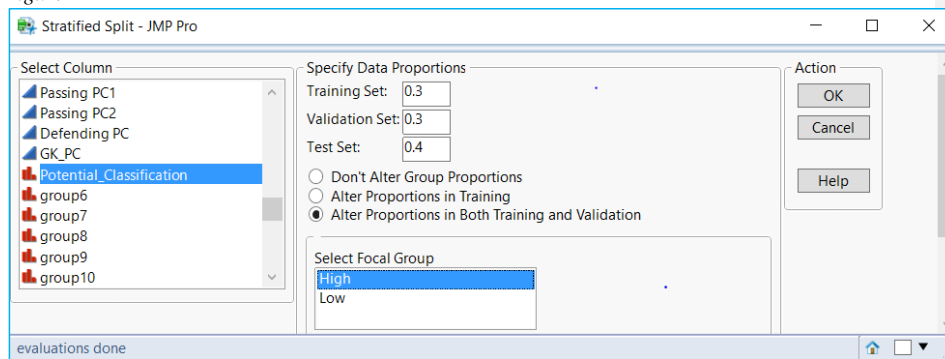 Stratified Split - JMP Pro
Select Column
Passing PC1
Passing PC2
Defending PC
GK_PC
Potential_Classification
group6
group7
group8
group9
group10
Specify Data Proportions
Training Set: 0.3
Validation Set: 0.3
Test Set: 0.4
Don't Alter Group Proportions
Alter Proportions in Training
Alter Proportions in Both Training and Validation
Select Focal Group
High
Low
Action
OK
Cancel
Help
evaluations done